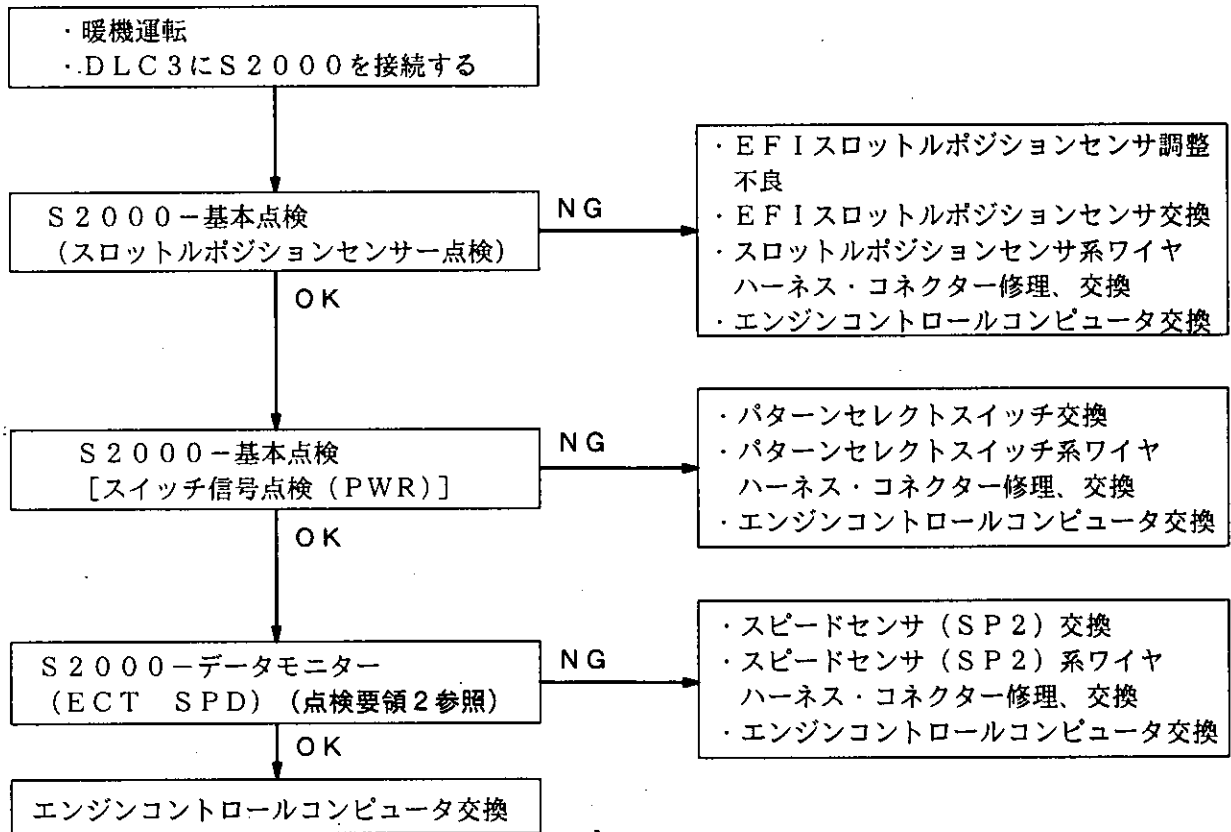 ・暖機運転
・DLC3にS2000を接続する
S2000－基本点検
（スロットルポジションセンサー点検）
NG
・EFIスロットルポジションセンサ調整
不良
・EFIスロットルポジションセンサ交換
・スロットルポジションセンサ系ワイヤ
ハーネス・コネクター修理、交換
・エンジンコントロールコンピュータ交換
OK
S2000－基本点検
［スイッチ信号点検（PWR）］
NG
・パターンセレクトスイッチ交換
・パターンセレクトスイッチ系ワイヤ
ハーネス・コネクター修理、交換
・エンジンコントロールコンピュータ交換
OK
S2000－データモニター
（ECT　SPD）（点検要領2参照）
NG
・スピードセンサ（SP2）交換
・スピードセンサ（SP2）系ワイヤ
ハーネス・コネクター修理、交換
・エンジンコントロールコンピュータ交換
OK
エンジンコントロールコンピュータ交換